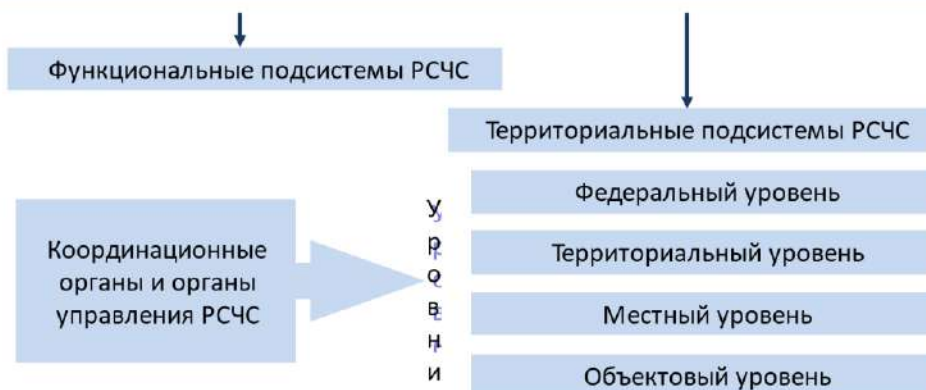 Функциональные подсистемы РСЧС
Территориальные подсистемы РСЧС
Федеральный уровень
Координационные
органы и органы
управления РСЧС
Уровни
Территориальный уровень
Местный уровень
Объектовый уровень